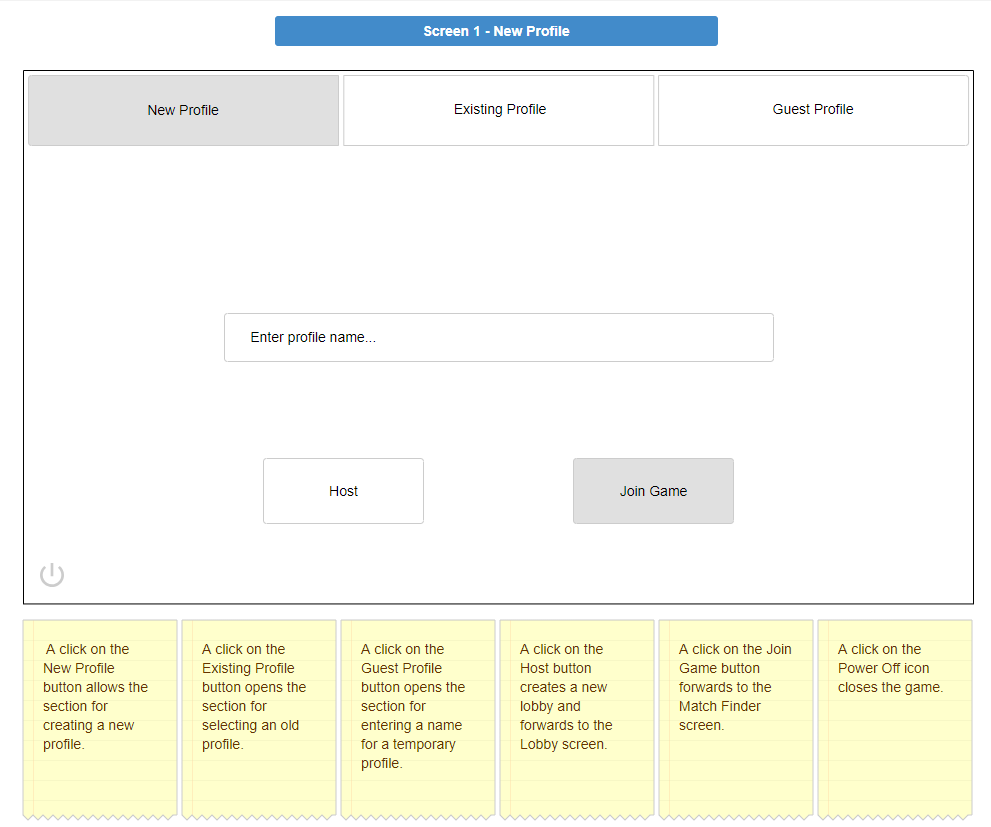 Screen 1 - New Profile
New Profile
Existing Profile
Guest Profile
Enter profile name...
Host
Join Game
A click on the
New Profile
button allows the
section for
creating a new
profile.
A click on the
Existing Profile
button opens the
section for
selecting an old
profile.
A click on the
Guest Profile
button opens the
section for
entering a name
for a temporary
profile.
A click on the
Host button
creates a new
lobby and
forwards to the
Lobby screen.
A click on the Join
Game button
forwards to the
Match Finder
screen.
A click on the
Power Off icon
closes the game.